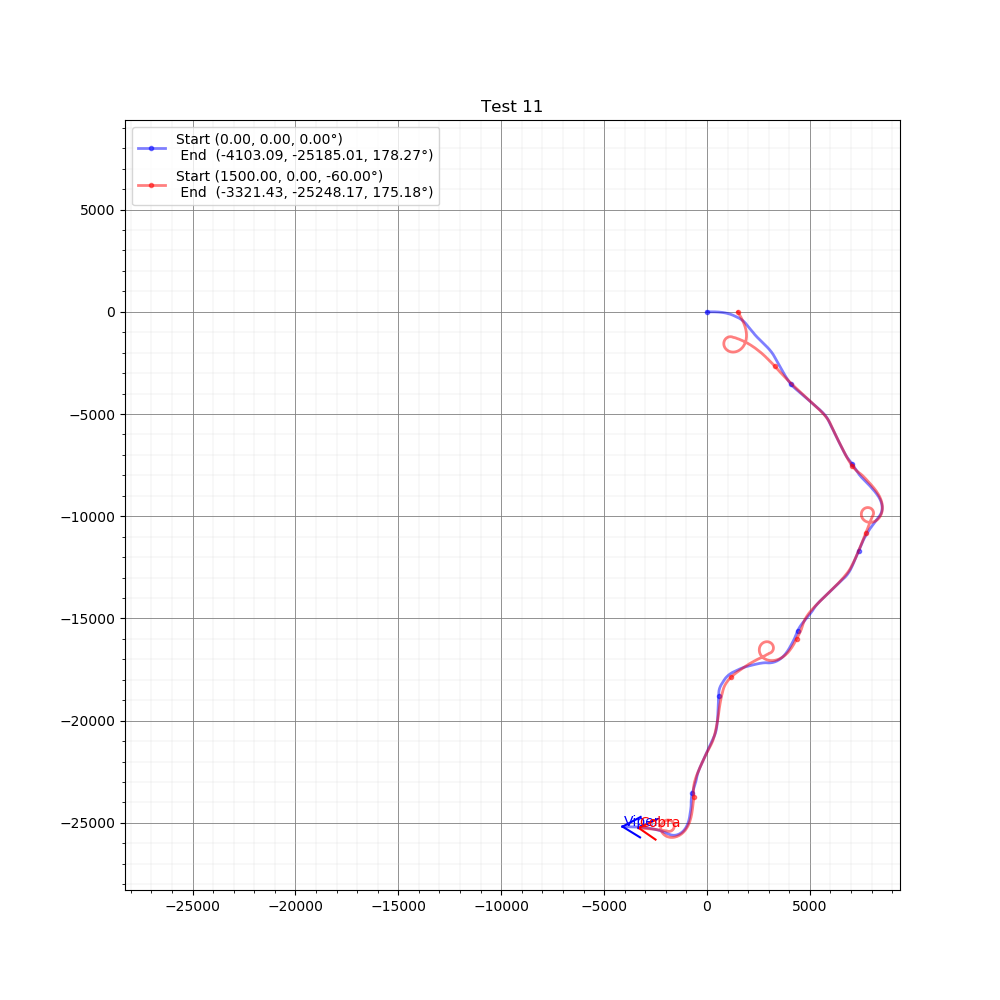 Test 11
Start (0.00, 0.00, 0.00°)
End (-4103.09, -25185.01, 178.27°)
Start (1500.00, 0.00, -60.00°)
End (-3321.43, -25248.17, 175.18°)
5000
0
−5000
−10000
−15000
−20000
−25000
Viper
Cobra
−25000 −20000 −15000 −10000 −5000 0 5000